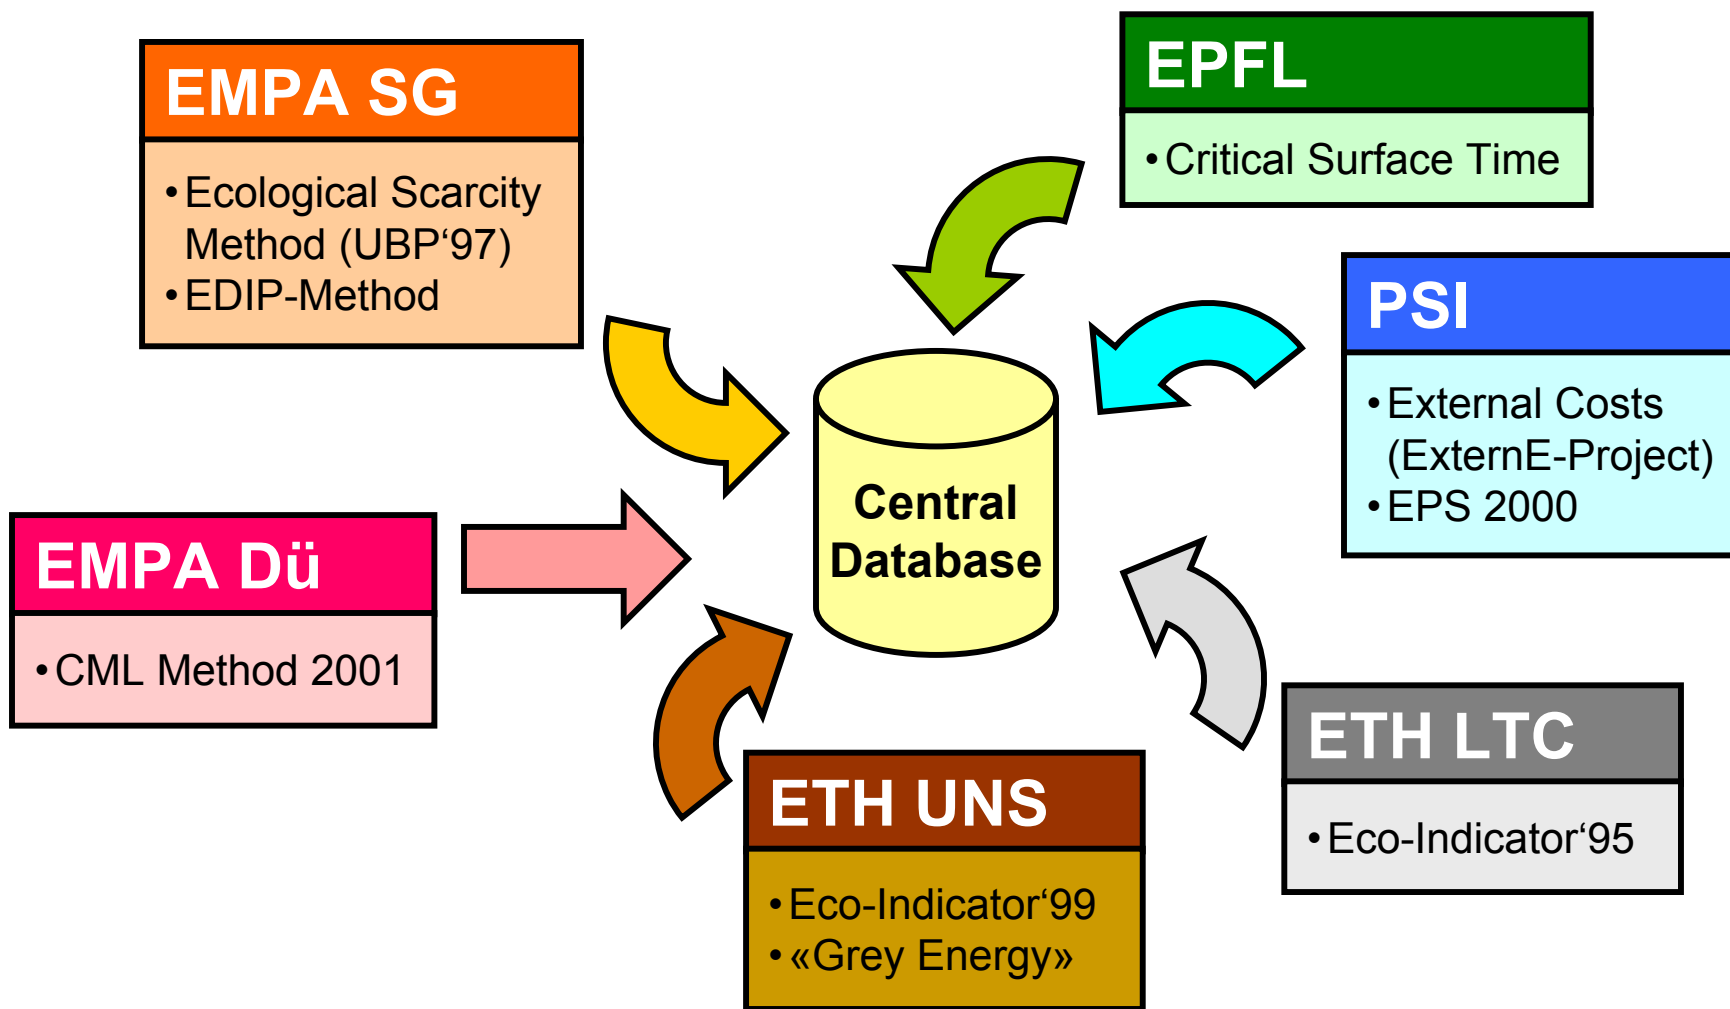 EMPA SG
• Ecological Scarcity
Method (UBP‘97)
• EDIP-Method
EPFL
• Critical Surface Time
PSI
• External Costs
(ExternE-Project)
• EPS 2000
Central
Database
EMPA Dü
• CML Method 2001
ETH UNS
• Eco-Indicator‘99
• «Grey Energy»
ETH LTC
• Eco-Indicator‘95